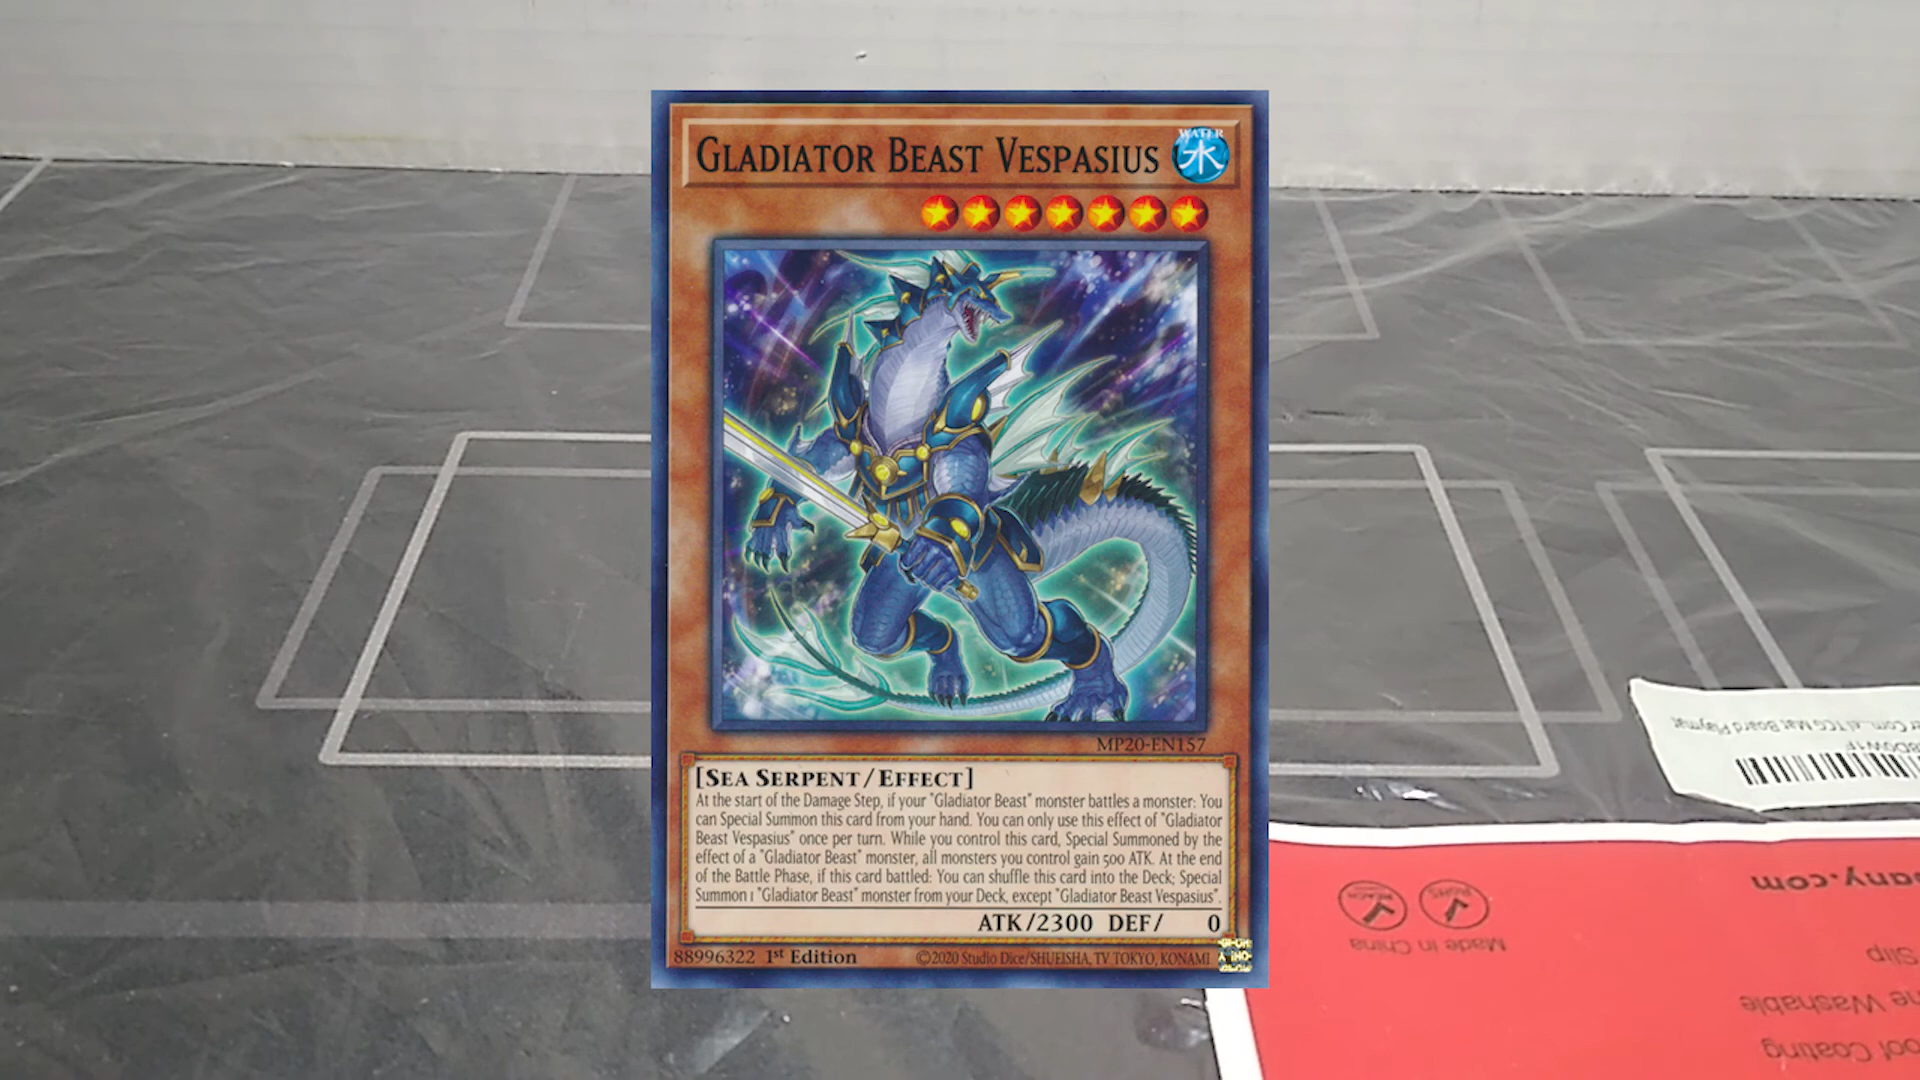 GLADIATOR BEAST VESPASIUS
WATER
水
MP20-EN157
[SEA SERPENT/EFFECT]
At the start of the Damage Step, if your "Gladiator Beast" monster battles a monster: You
can Special Summon this card from your hand. You can only use this effect of "Gladiator
Beast Vespasius" once per turn. While you control this card, Special Summoned by the
effect of a "Gladiator Beast" monster, all monsters you control gain 500 ATK. At the end
of the Battle Phase, if this card battled: You can shuffle this card into the Deck; Special
Summon 1 "Gladiator Beast" monster from your Deck, except "Gladiator Beast Vespasius".
ATK/2300 DEF/ 0
88996322 1st Edition
©2020 Studio Dice/SHUEISHA, TV TOKYO, KONAMI
TCG Mat Board Playmat
pany.com
REACH
RoHS
Made in China
Slip
Washable
Coating